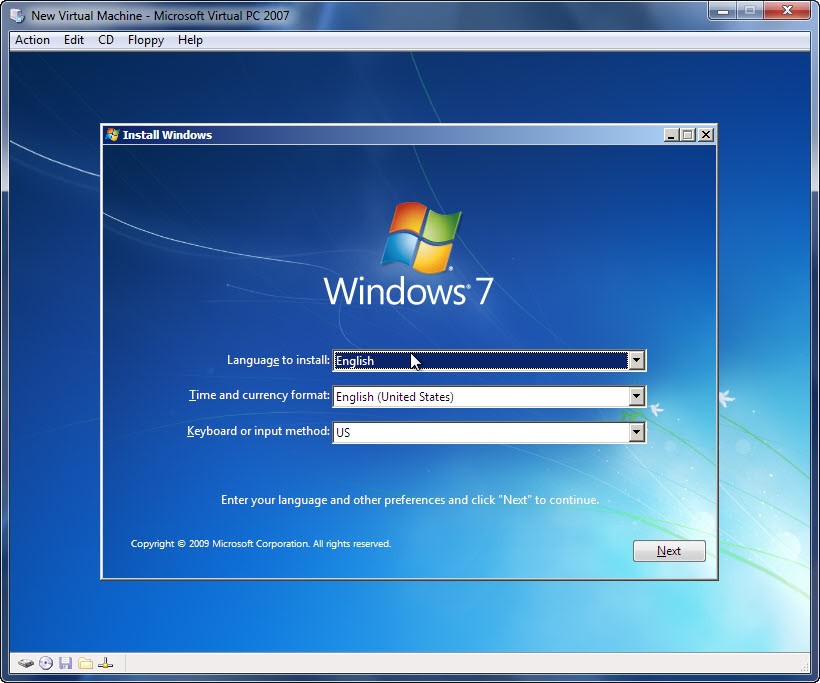 New Virtual Machine - Microsoft Virtual PC 2007
Action Edit CD Floppy Help
Install Windows
Windows® 7
Language to install: English
Time and currency format: English (United States)
Keyboard or input method: US
Enter your language and other preferences and click "Next" to continue.
Copyright © 2009 Microsoft Corporation. All rights reserved.
Next